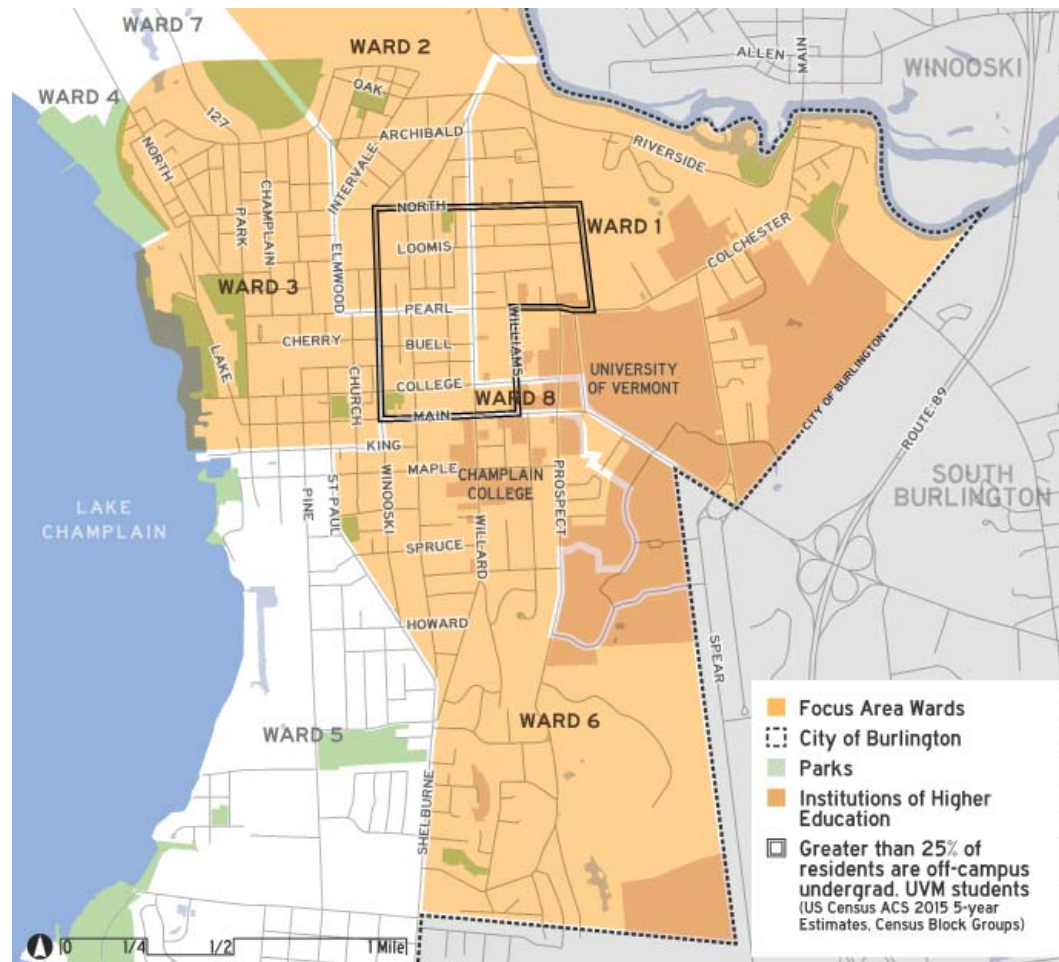 WARD 7
WARD 2
ALLEN
MAIN
WINOOSKI
WARD 4
OAK
127
ARCHIBALD
NORTH
INTERVALE
RIVERSIDE
CHAMPLAIN
PARK
NORTH
WARD 1
COLCHESTER
LOOMIS
ELMWOOD
WARD 3
PEARL
WILLIAMS
CHERRY
BUELL
LAKE
UNIVERSITY
OF VERMONT
CITY OF BURLINGTON
CHURCH
COLLEGE
WARD 8
MAIN
ROUTE 89
KING
MAPLE
CHAMPLAIN
COLLEGE
PROSPECT
SOUTH
BURLINGTON
WINOOSKI
ST PAUL
PINE
LAKE
CHAMPLAIN
WILLARD
SPRUCE
HOWARD
SPEAR
WARD 5
WARD 6
SHELBURNE
Focus Area Wards
City of Burlington
Parks
Institutions of Higher
Education
Greater than 25% of
residents are off-campus
undergrad. UVM students
(US Census ACS 2015 5-year
Estimates, Census Block Groups)
0 1/4 1/2 1 Mile